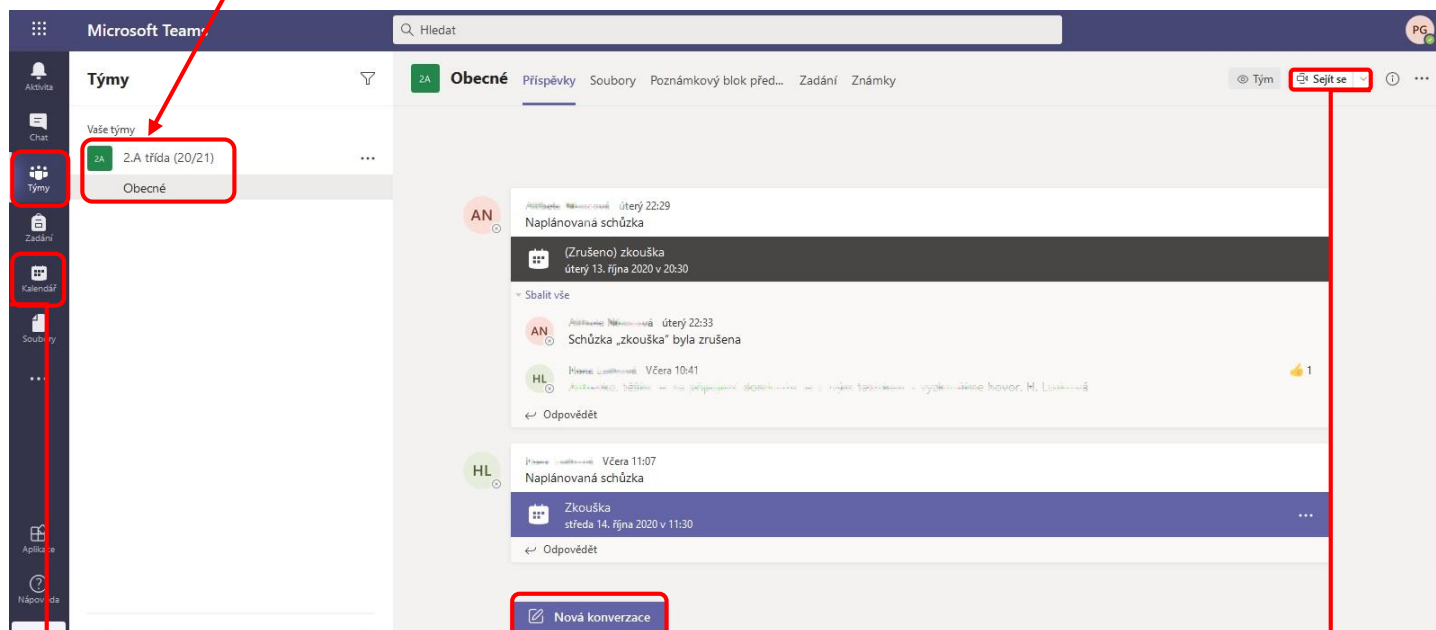 Microsoft Teams
Hledat
PG
Aktivita
Chat
Týmy
Zadání
Kalendář
Soubory
Aplikace
Nápověda
Týmy
Vaše týmy
2A 2.A třída (20/21)
Obecné
2A Obecné Příspěvky Soubory Poznámkový blok před... Zadání Známky
Tým Sejít se
AN úterý 22:29
Naplánovaná schůzka
(Zrušeno) zkouška
úterý 13. října 2020 v 20:30
Sbalit vše
AN úterý 22:33
Schůzka „zkouška" byla zrušena
HL Včera 10:41
hovor. H.
1
Odpovědět
HL Včera 11:07
Naplánovaná schůzka
Zkouška
středa 14. října 2020 v 11:30
Odpovědět
Nová konverzace